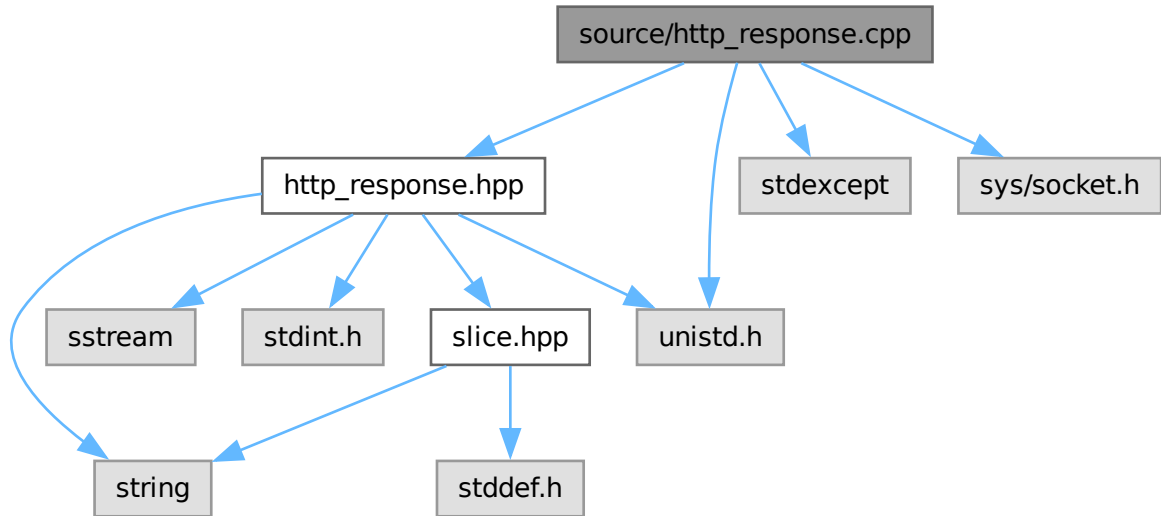 source/http_response.cpp
http_response.hpp
stdexcept
sys/socket.h
sstream
stdint.h
slice.hpp
unistd.h
string
stddef.h